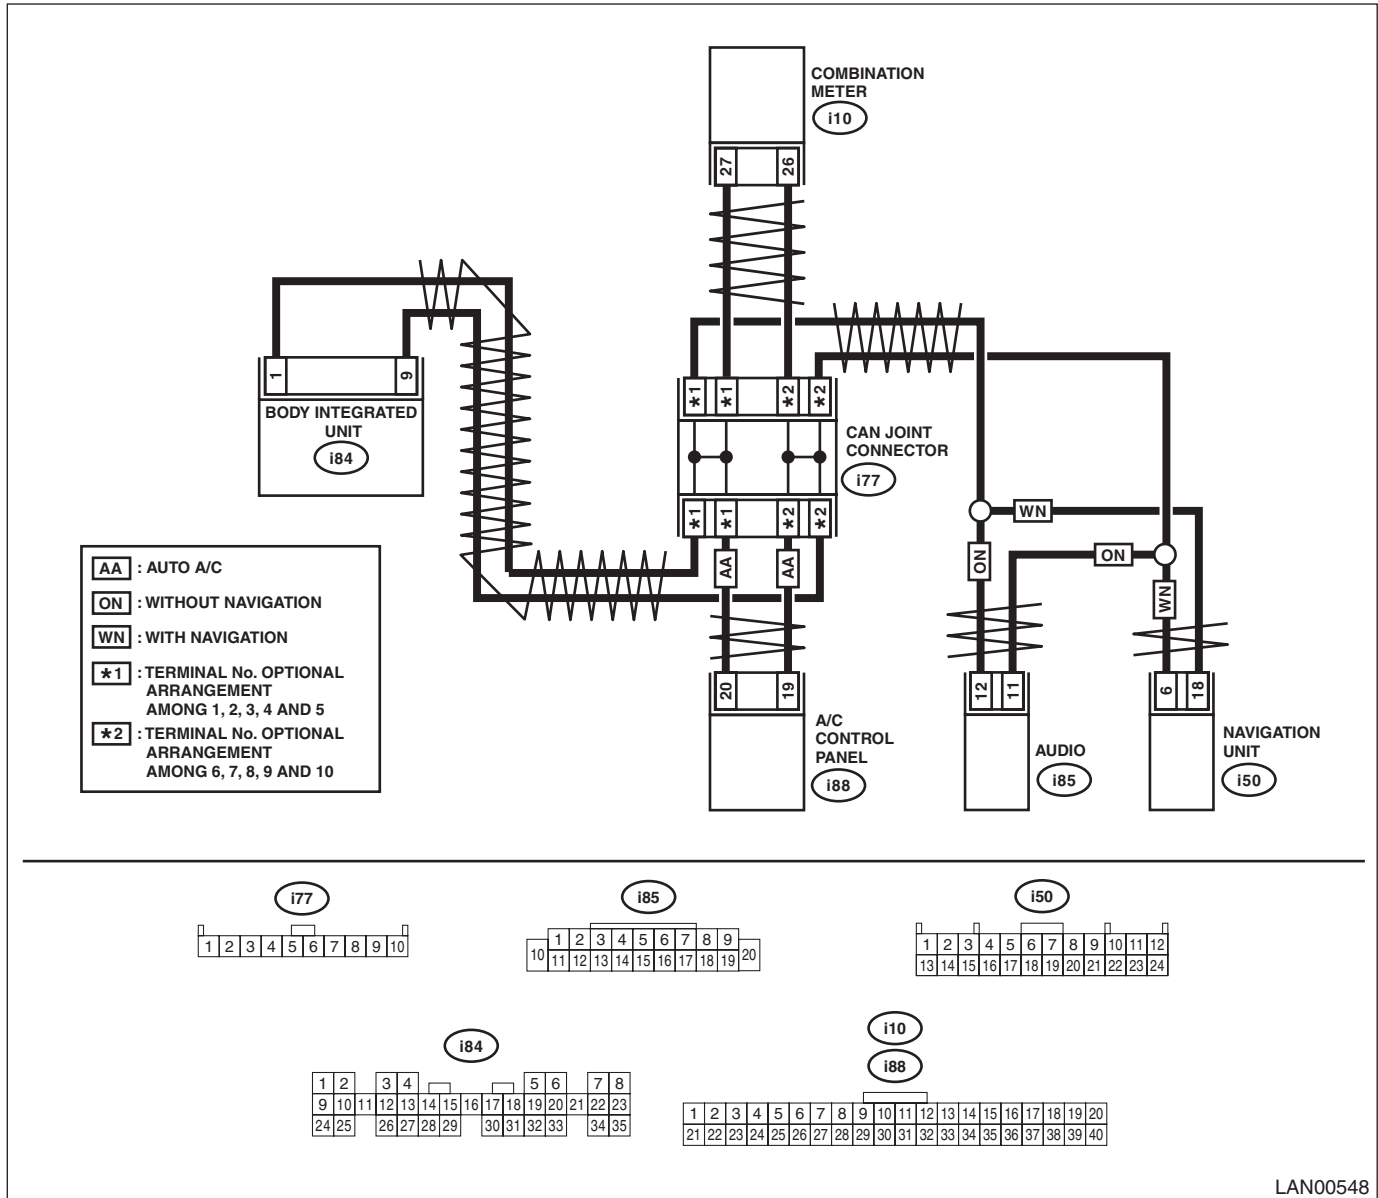 COMBINATION
METER
i10
27 26
1 9
BODY INTEGRATED
UNIT
i84
*1 *1 *2 *2
CAN JOINT
CONNECTOR
i77
*1 *1 *2 *2
WN
ON
ON
AA AA
WN
AA : AUTO A/C
ON : WITHOUT NAVIGATION
WN : WITH NAVIGATION
*1 : TERMINAL No. OPTIONAL
ARRANGEMENT
AMONG 1, 2, 3, 4 AND 5
*2 : TERMINAL No. OPTIONAL
ARRANGEMENT
AMONG 6, 7, 8, 9 AND 10
20 19
A/C
CONTROL
PANEL
i88
12 11
AUDIO
i85
6 18
NAVIGATION
UNIT
i50
i77
1 2 3 4 5 6 7 8 9 10
i85
1 2 3 4 5 6 7 8 9
10 11 12 13 14 15 16 17 18 19 20
i50
1 2 3 4 5 6 7 8 9 10 11 12
13 14 15 16 17 18 19 20 21 22 23 24
i84
1 2 3 4 5 6 7 8
9 10 11 12 13 14 15 16 17 18 19 20 21 22 23
24 25 26 27 28 29 30 31 32 33 34 35
i10
i88
1 2 3 4 5 6 7 8 9 10 11 12 13 14 15 16 17 18 19 20
21 22 23 24 25 26 27 28 29 30 31 32 33 34 35 36 37 38 39 40
LAN00548